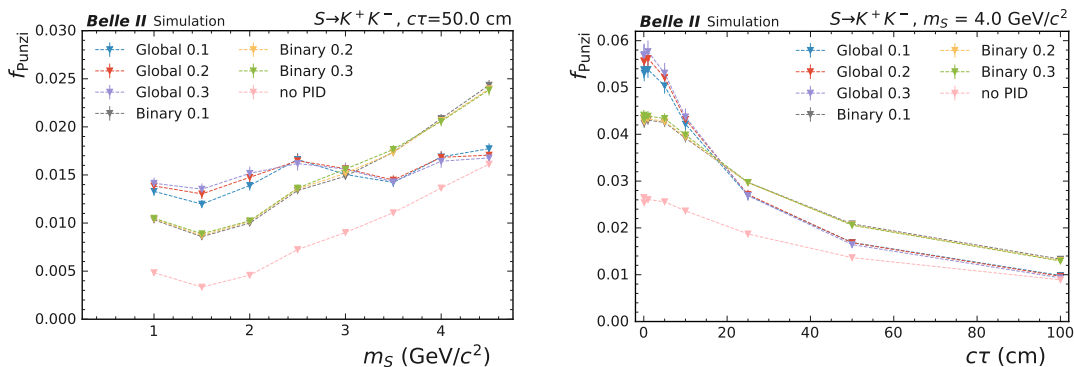 Belle II Simulation
S→K⁺K⁻, cτ=50.0 cm
f_Punzi
0.030
0.025
0.020
0.015
0.010
0.005
0.000
Global 0.1
Global 0.2
Global 0.3
Binary 0.1
Binary 0.2
Binary 0.3
no PID
1 2 3 4
m_S (GeV/c²)
Belle II Simulation
S→K⁺K⁻, m_S = 4.0 GeV/c²
f_Punzi
0.06
0.05
0.04
0.03
0.02
0.01
0.00
Global 0.1
Global 0.2
Global 0.3
Binary 0.1
Binary 0.2
Binary 0.3
no PID
0 20 40 60 80 100
cτ (cm)